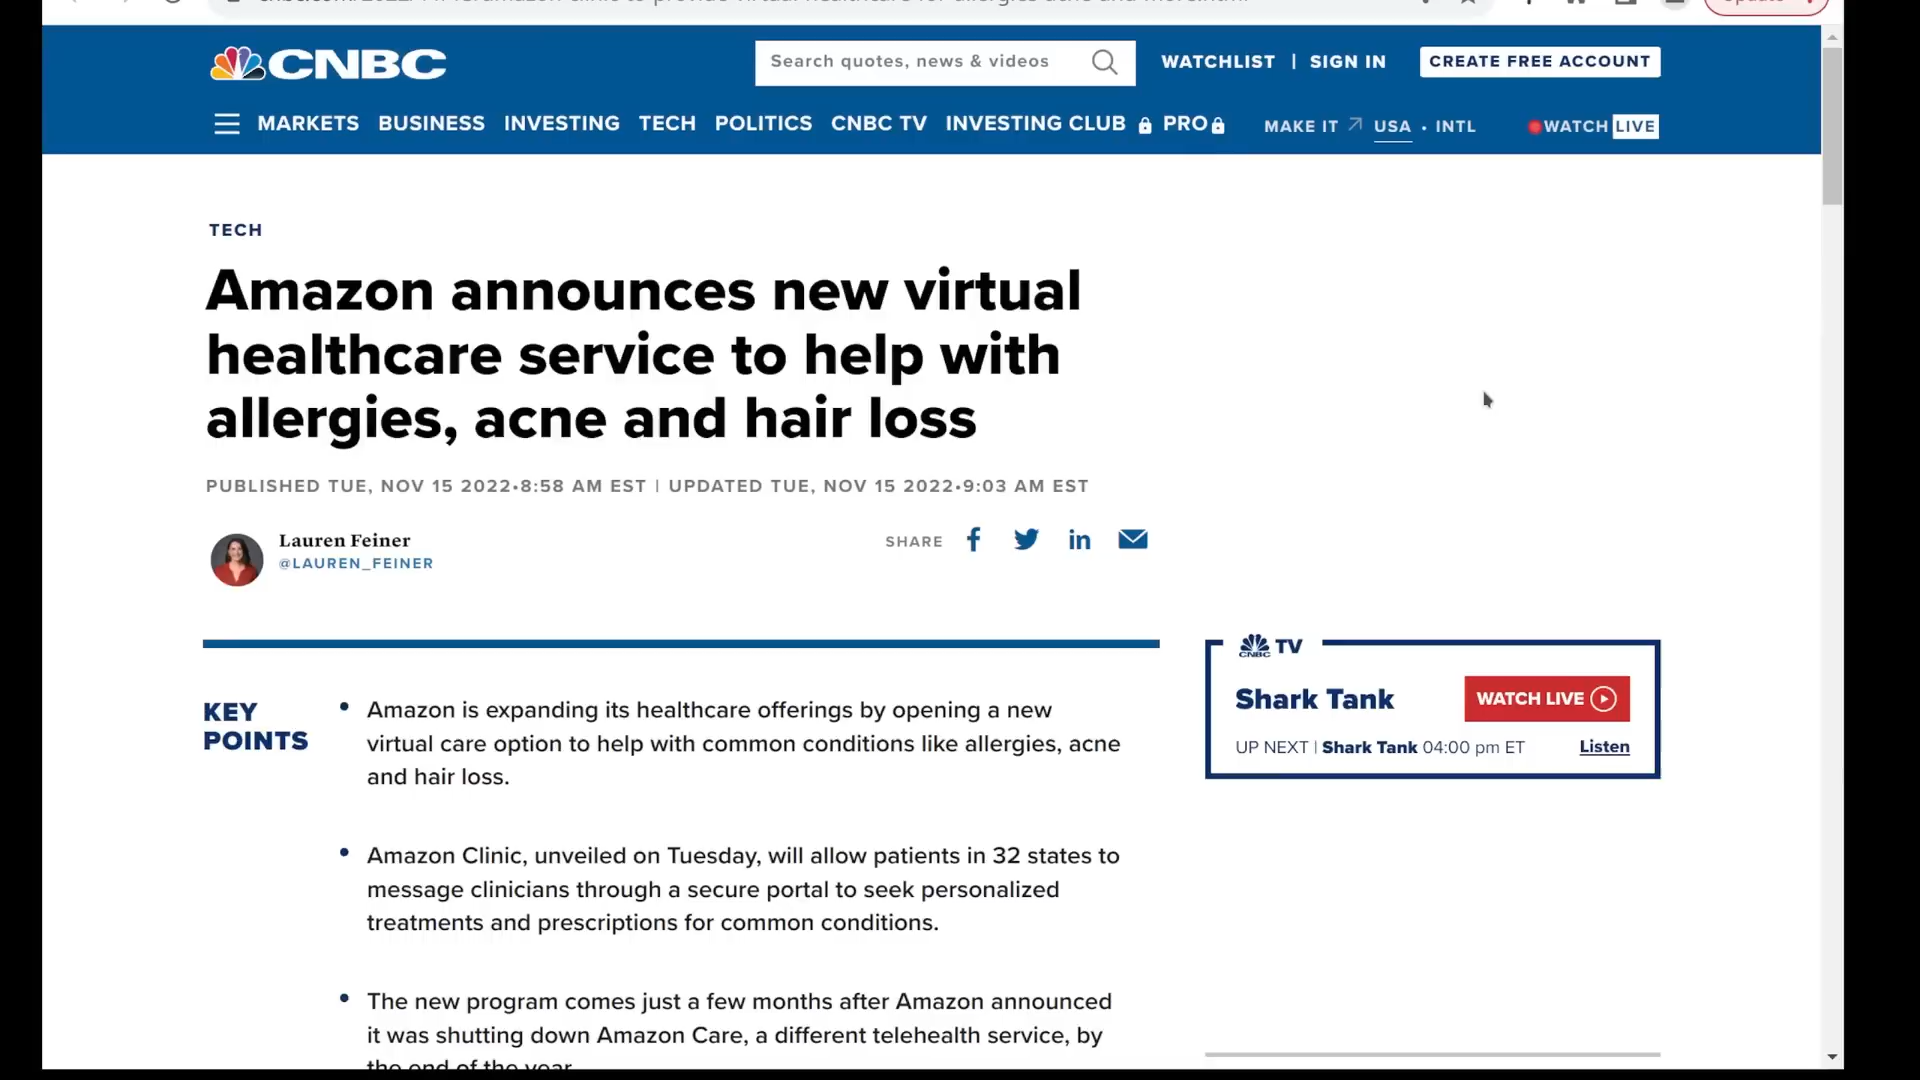 CNBC
Search quotes, news & videos
WATCHLIST | SIGN IN
CREATE FREE ACCOUNT
MARKETS BUSINESS INVESTING TECH POLITICS CNBC TV INVESTING CLUB PRO
MAKE IT USA • INTL
WATCH LIVE
TECH
Amazon announces new virtual
healthcare service to help with
allergies, acne and hair loss
PUBLISHED TUE, NOV 15 2022•8:58 AM EST | UPDATED TUE, NOV 15 2022•9:03 AM EST
Lauren Feiner
@LAUREN_FEINER
SHARE
KEY
POINTS
• Amazon is expanding its healthcare offerings by opening a new
virtual care option to help with common conditions like allergies, acne
and hair loss.
• Amazon Clinic, unveiled on Tuesday, will allow patients in 32 states to
message clinicians through a secure portal to seek personalized
treatments and prescriptions for common conditions.
• The new program comes just a few months after Amazon announced
it was shutting down Amazon Care, a different telehealth service, by
the end of the year
CNBC TV
Shark Tank
WATCH LIVE
UP NEXT | Shark Tank 04:00 pm ET
Listen